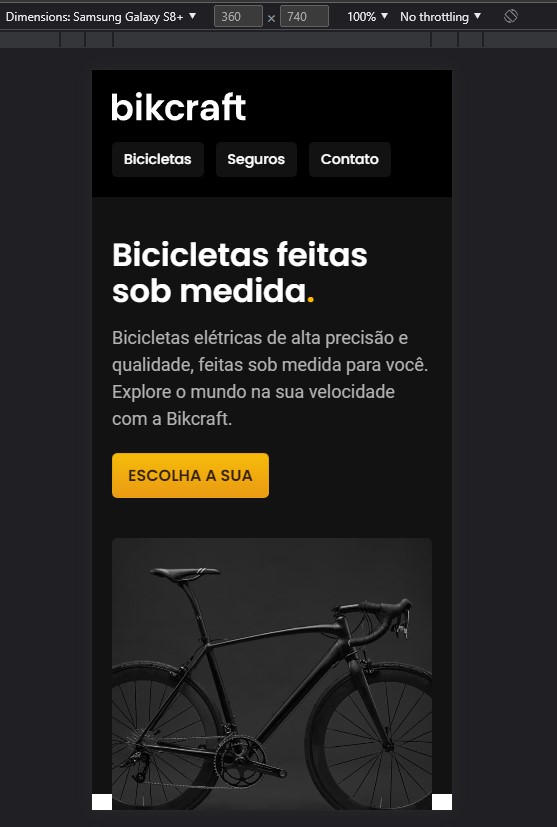 Dimensions: Samsung Galaxy S8+ 360 × 740 100% No throttling
bikcraft
Bicicletas Seguros Contato
Bicicletas feitas
sob medida.
Bicicletas elétricas de alta precisão e
qualidade, feitas sob medida para você.
Explore o mundo na sua velocidade
com a Bikcraft.
ESCOLHA A SUA